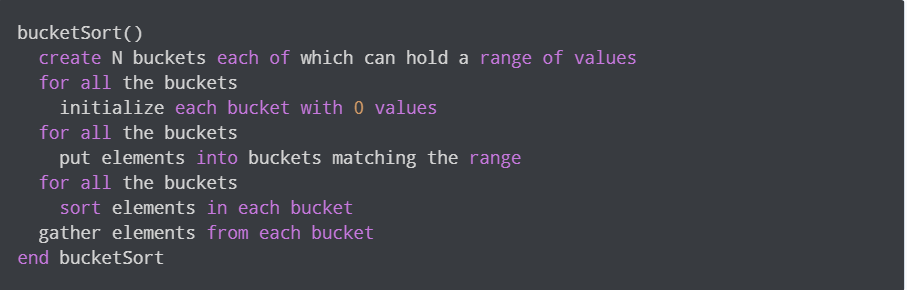 bucketSort()
  create N buckets each of which can hold a range of values
  for all the buckets
    initialize each bucket with 0 values
  for all the buckets
    put elements into buckets matching the range
  for all the buckets
    sort elements in each bucket
  gather elements from each bucket
end bucketSort